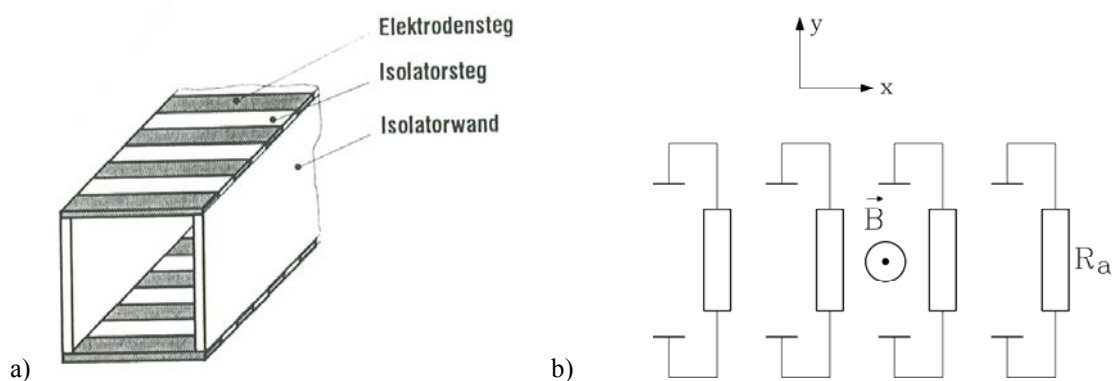 Elektrodensteg
Isolatorsteg
Isolatorwand
a)
y
x
B
Rₐ
b)